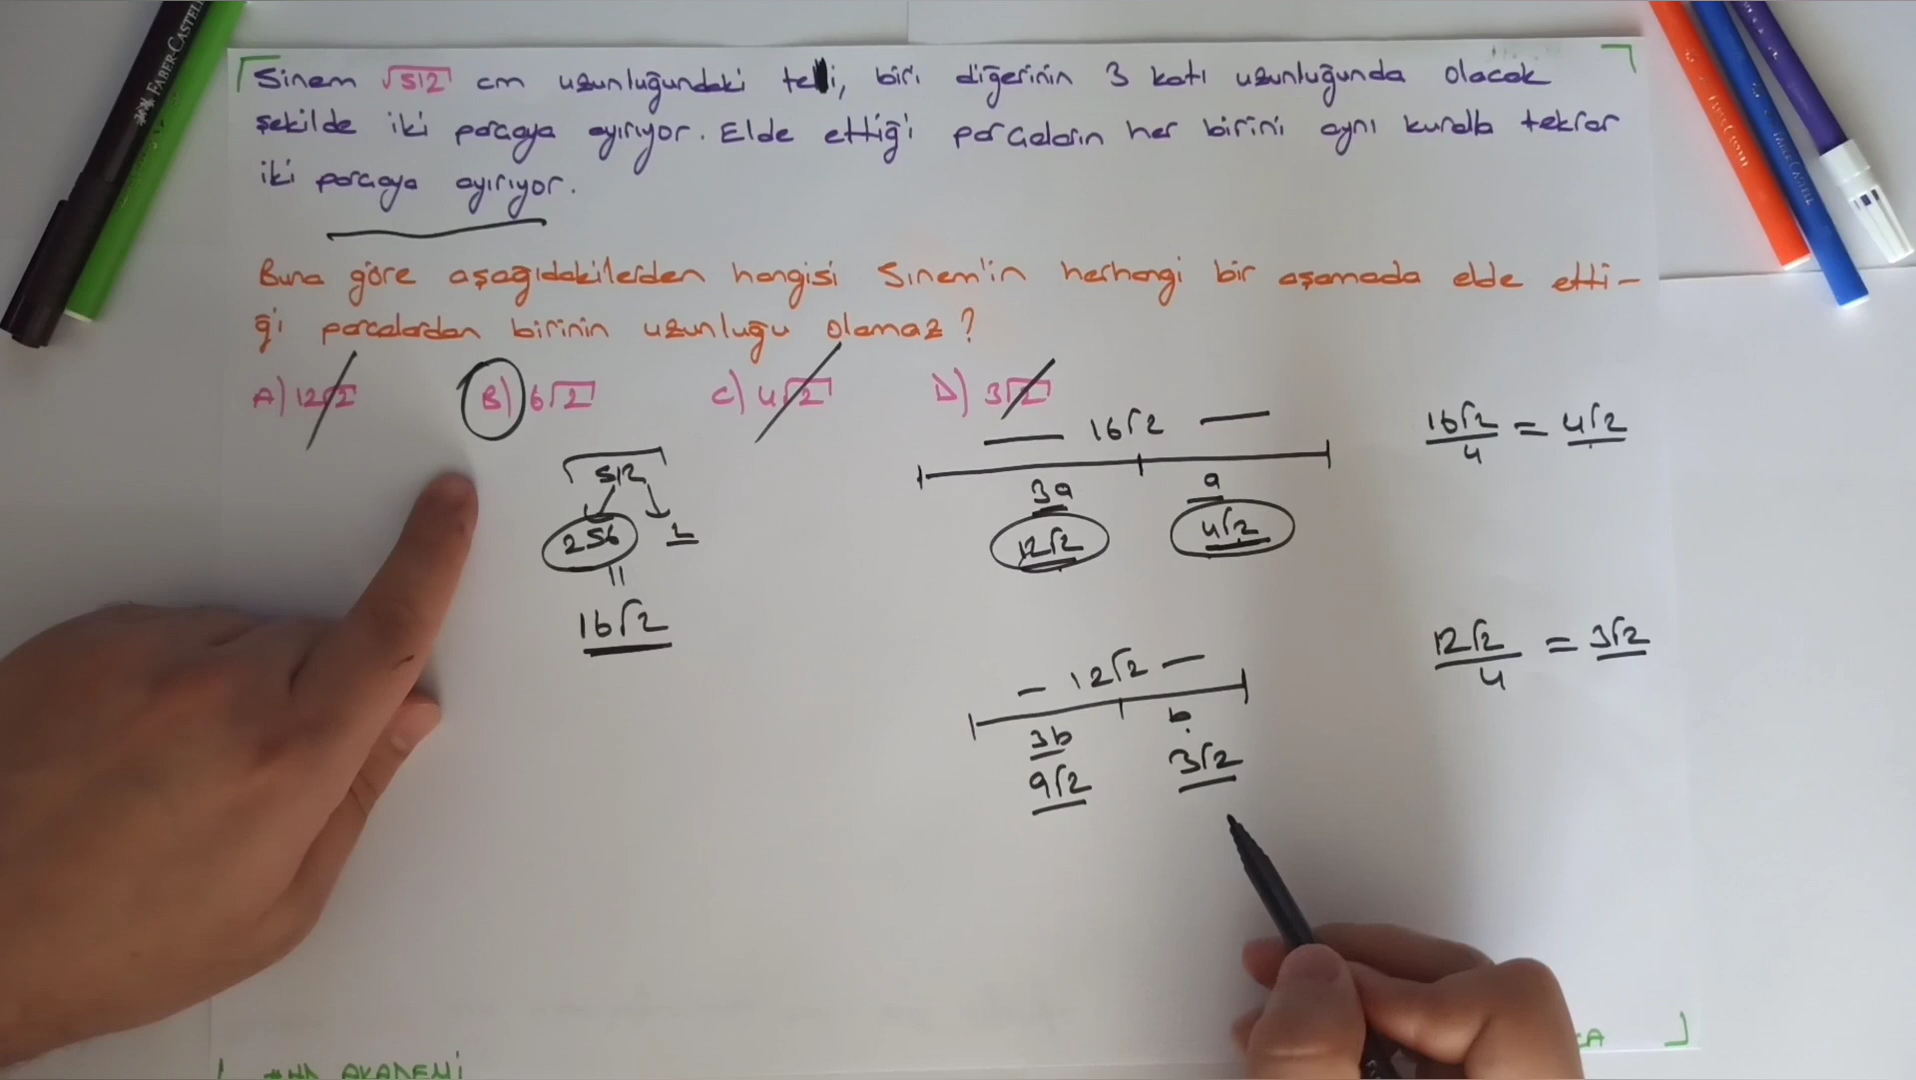 Sinem √512 cm uzunluğundaki teli, biri diğerinin 3 katı uzunluğunda olacak
şekilde iki parçaya ayırıyor. Elde ettiği parçaların her birini aynı kuralla tekrar
iki parçaya ayırıyor.
Buna göre aşağıdakilerden hangisi Sinem'in herhangi bir aşamada elde etti-
ği parçalardan birinin uzunluğu olamaz?
A) 12√2 B) 6√2 C) 4√2 D) 3√2
16√2
16√2/4 = 4√2
√512
3a a
256 2
12√2 4√2
=
16√2
12√2/4 = 3√2
12√2
3b b
9√2 3√2
AKADEMİ
FABER-CASTELL